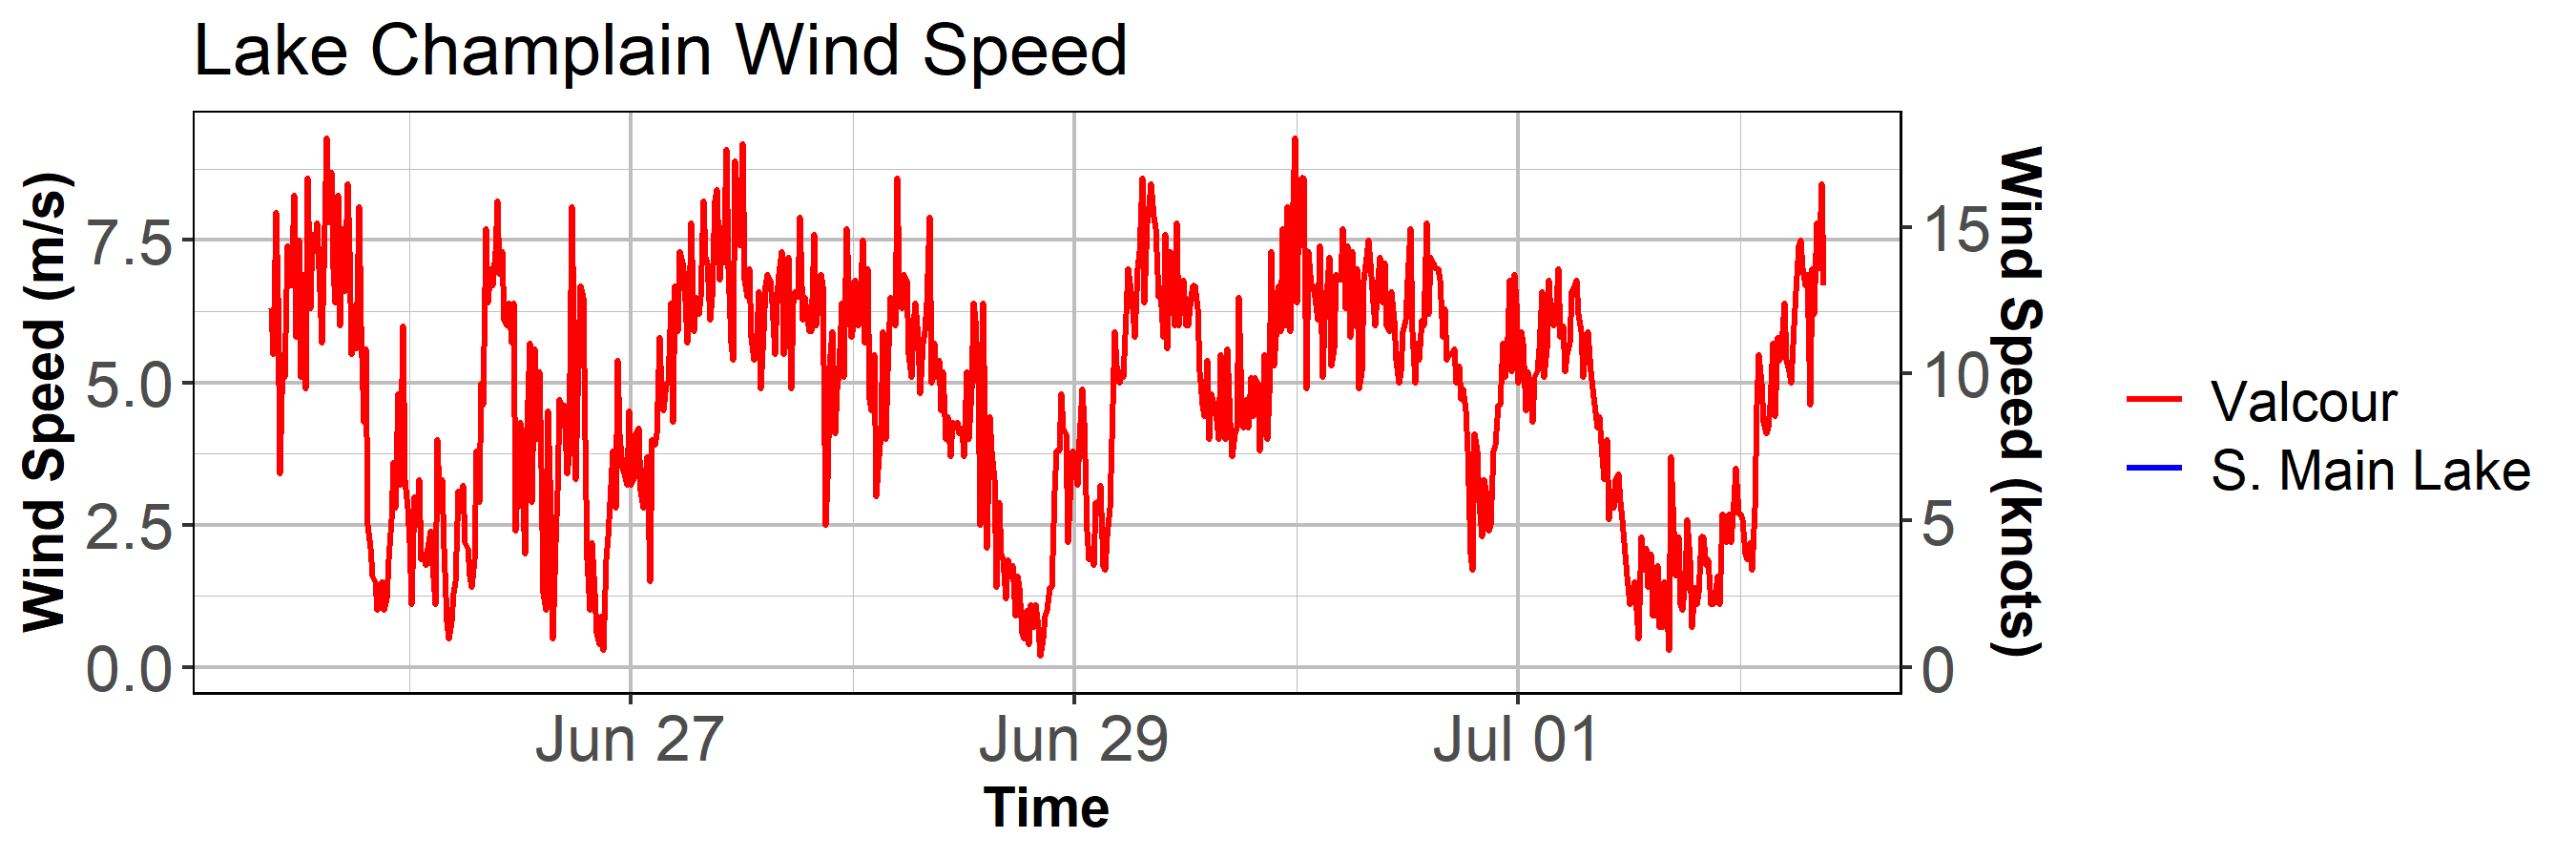 Lake Champlain Wind Speed
Wind Speed (m/s)
7.5
5.0
2.5
0.0
15
10
5
0
Wind Speed (knots)
Jun 27
Jun 29
Jul 01
Time
Valcour
S. Main Lake